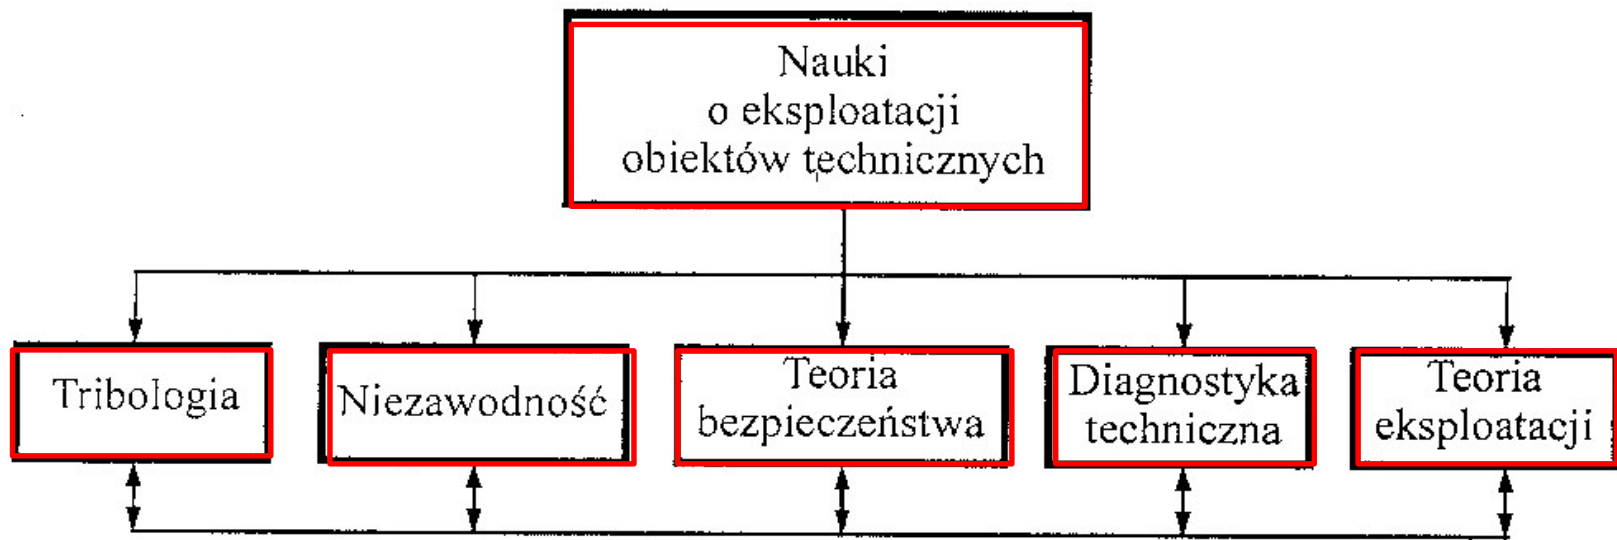 Nauki
o eksploatacji
obiektów technicznych
Tribologia
Niezawodność
Teoria
bezpieczeństwa
Diagnostyka
techniczna
Teoria
eksploatacji